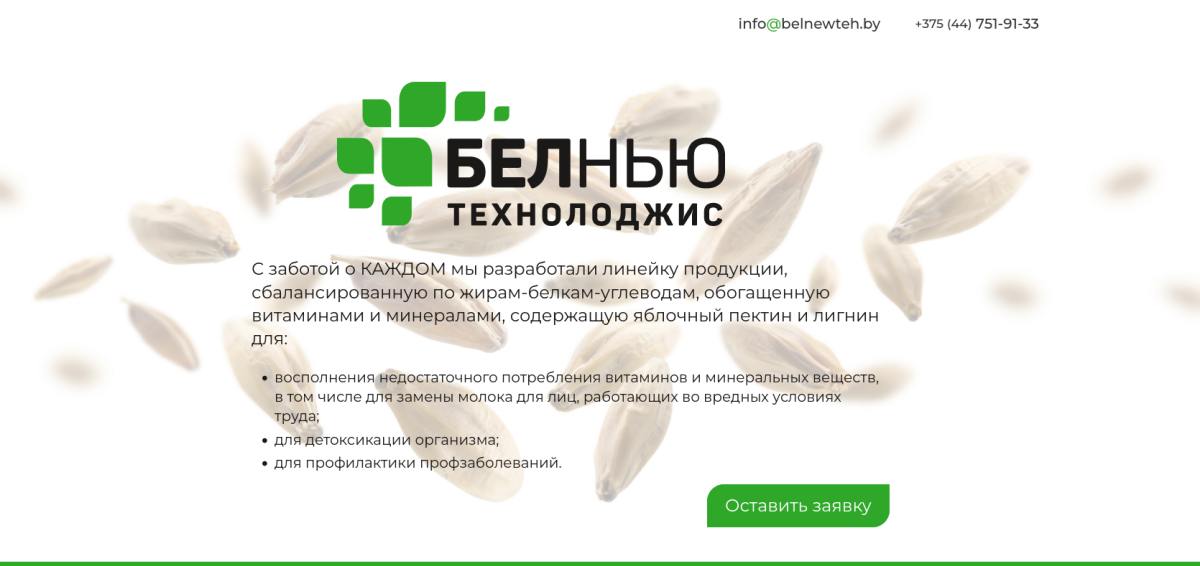 info@belnewteh.by +375 (44) 751-91-33
БЕЛНЬЮ
ТЕХНОЛОДЖИС
С заботой о КАЖДОМ мы разработали линейку продукции,
сбалансированную по жирам-белкам-углеводам, обогащенную
витаминами и минералами, содержащую яблочный пектин и лигнин
для:
• восполнения недостаточного потребления витаминов и минеральных веществ,
в том числе для замены молока для лиц, работающих во вредных условиях
труда;
• для детоксикации организма;
• для профилактики профзаболеваний.
Оставить заявку